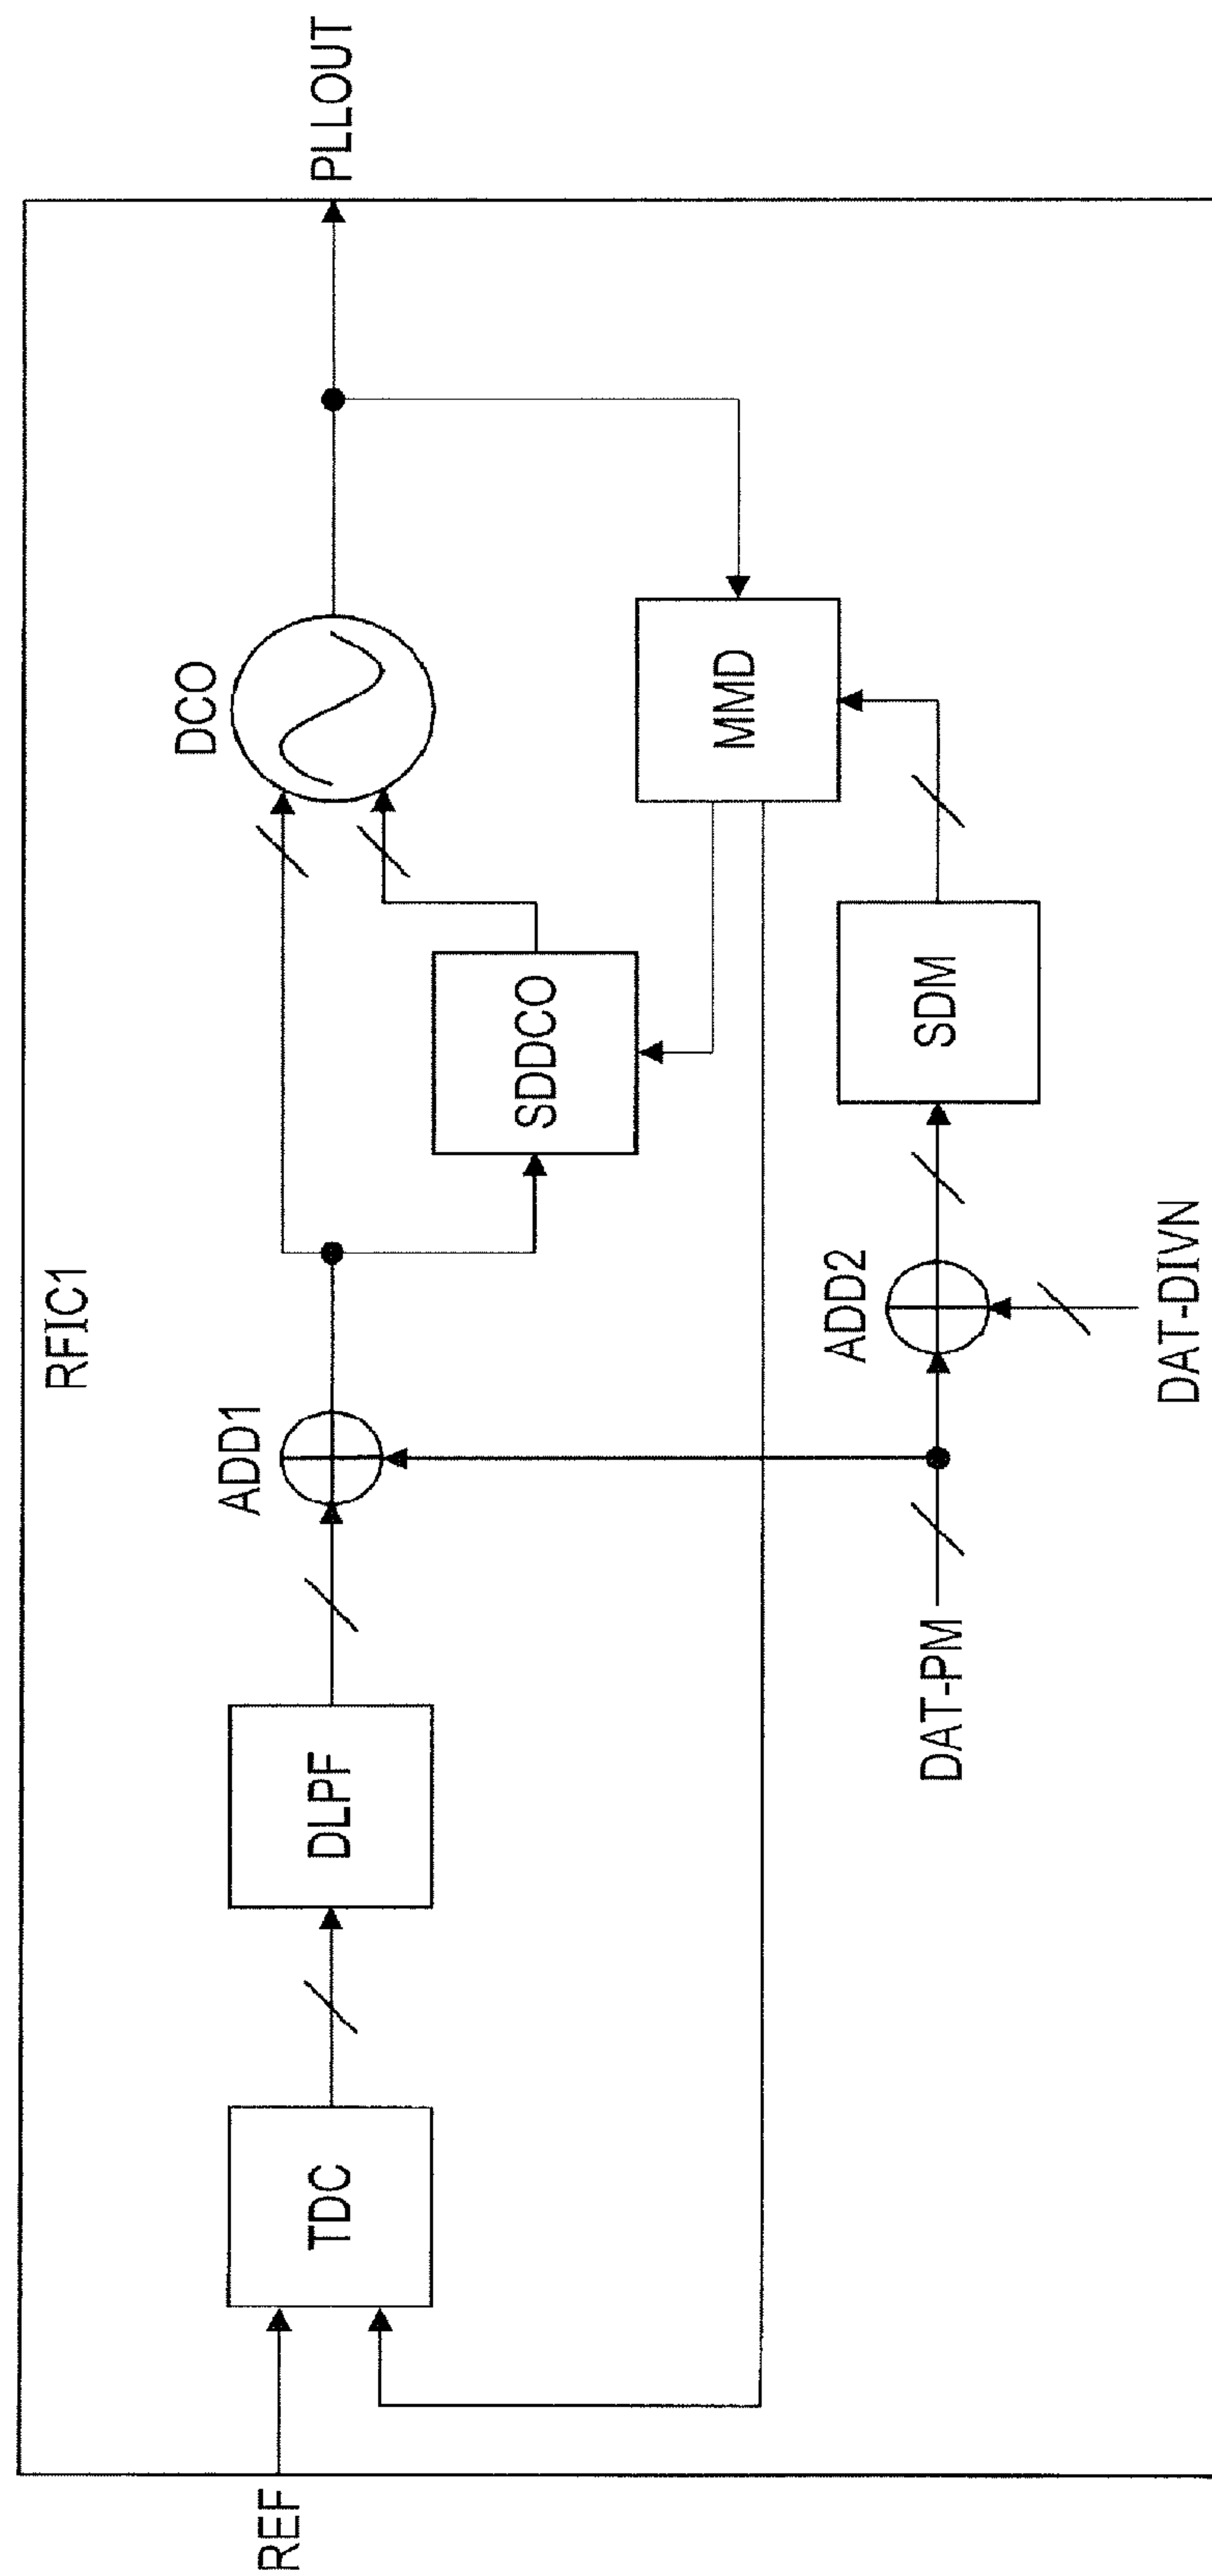 RFIC1
REF
TDC
DLPF
ADD1
SDDCO
DCO
PLLOUT
MMD
SDM
ADD2
DAT-PM
DAT-DIVN